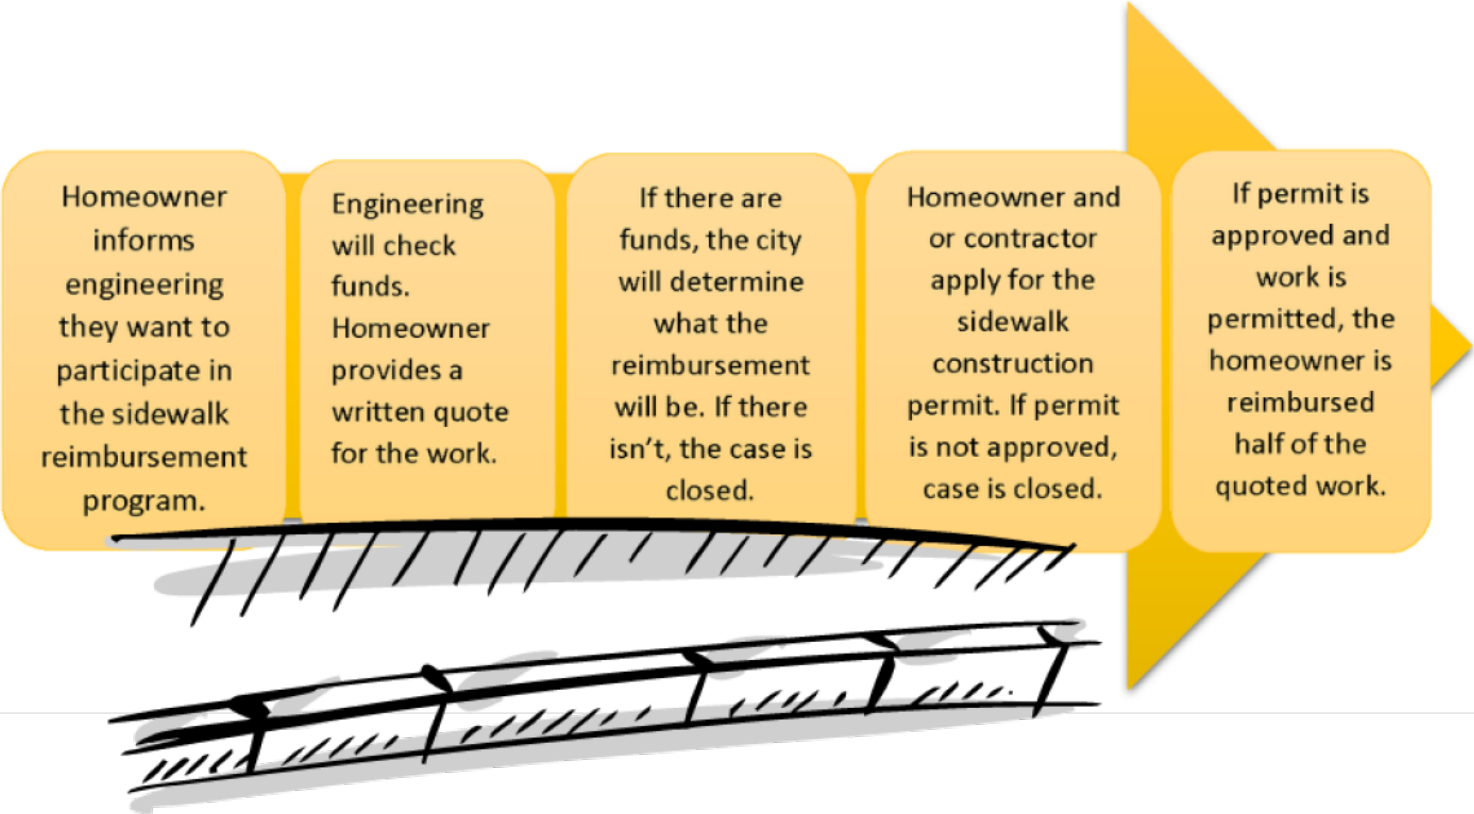 Homeowner
informs
engineering
they want to
participate in
the sidewalk
reimbursement
program.
Engineering
will check
funds.
Homeowner
provides a
written quote
for the work.
If there are
funds, the city
will determine
what the
reimbursement
will be. If there
isn’t, the case is
closed.
Homeowner and
or contractor
apply for the
sidewalk
construction
permit. If permit
is not approved,
case is closed.
If permit is
approved and
work is
permitted, the
homeowner is
reimbursed
half of the
quoted work.